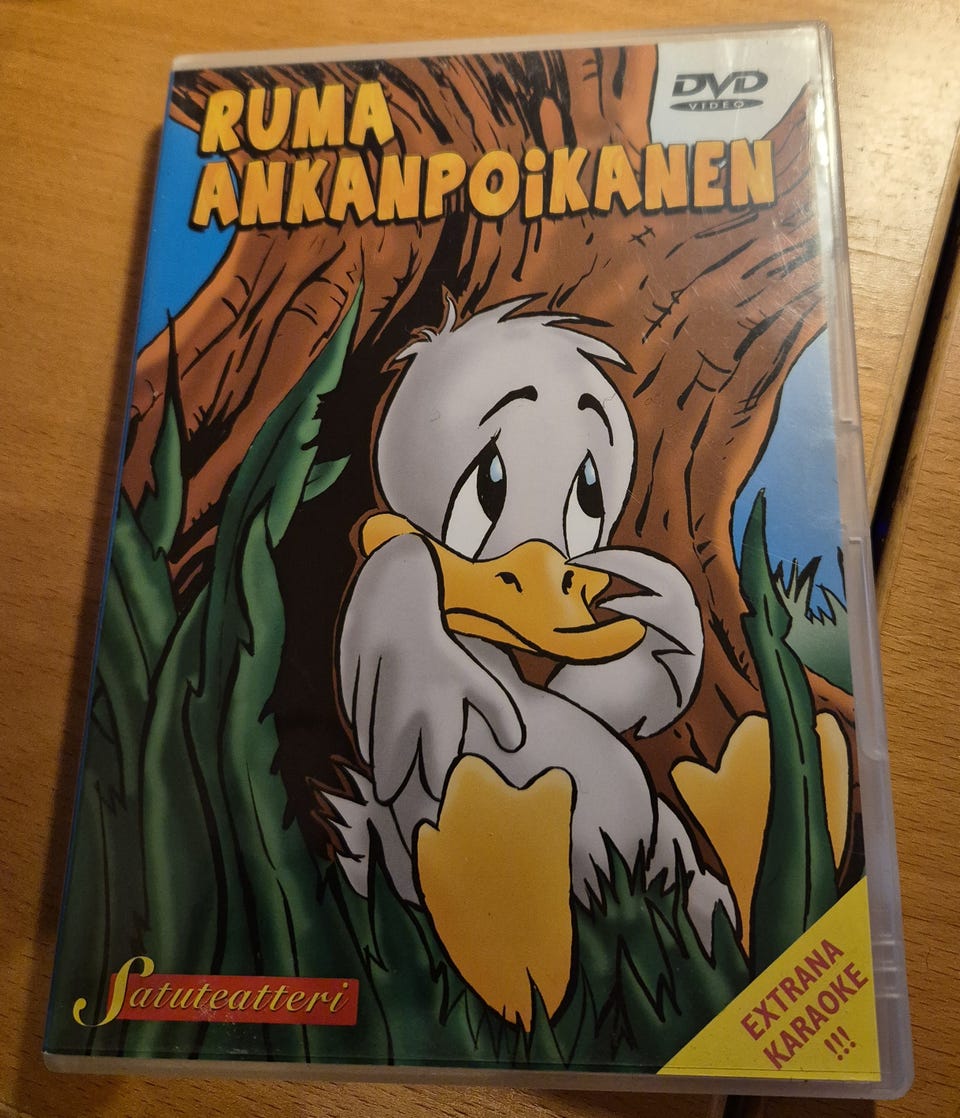 DVD
VIDEO
RUMA
ANKANPOiKANEN
Satuteatteri
EXTRANA
KARAOKE
!!!